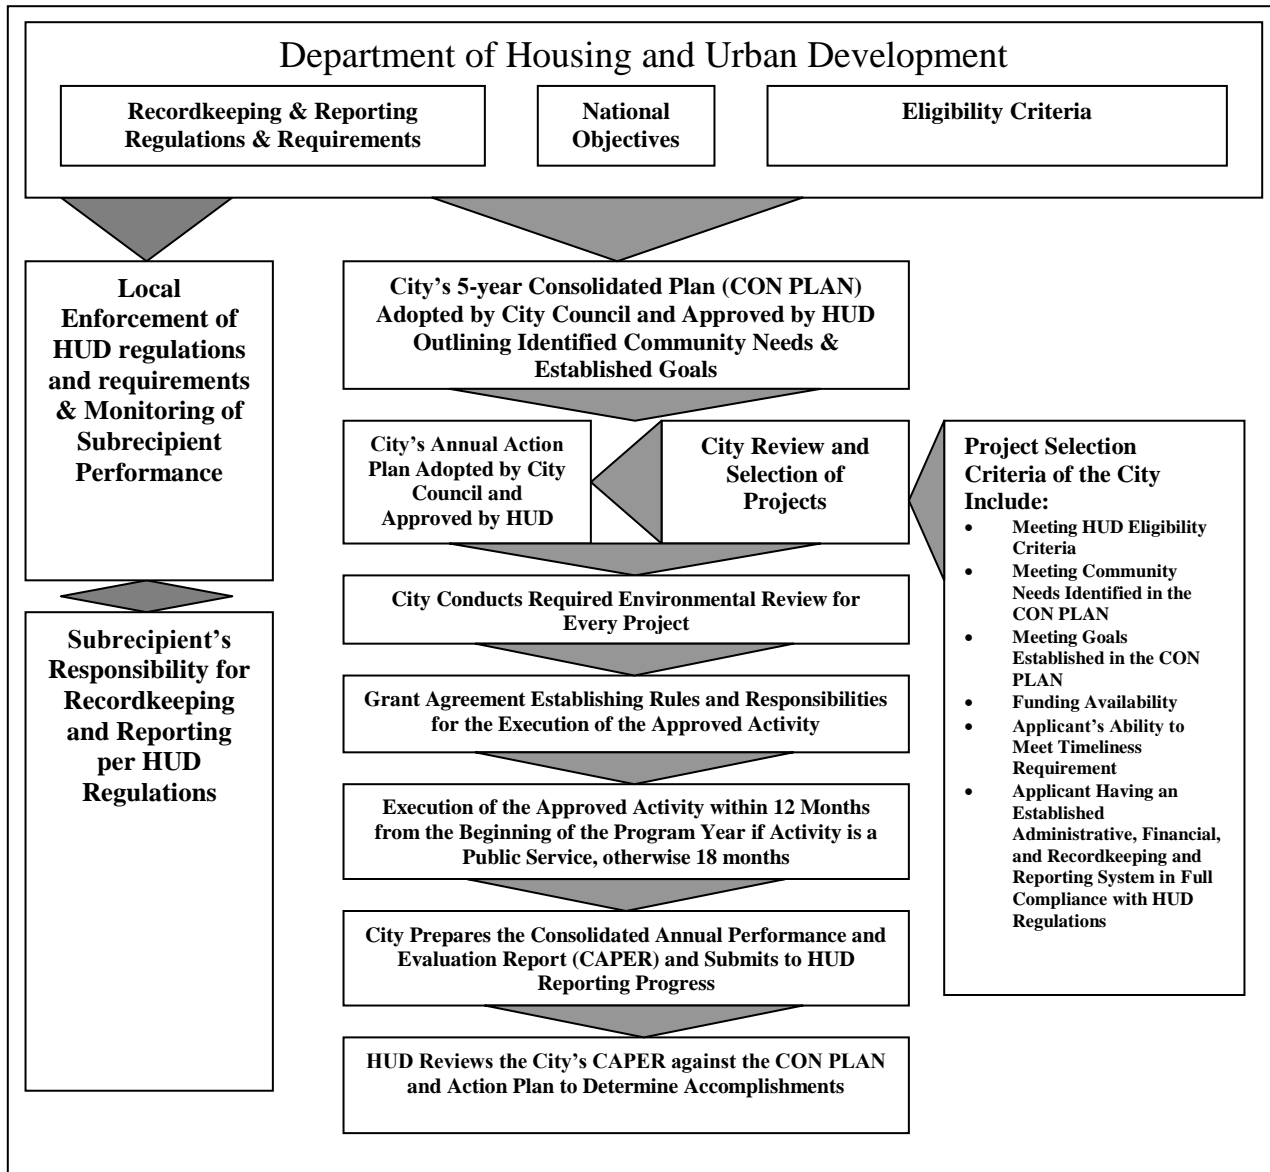 Department of Housing and Urban Development
Recordkeeping & Reporting
Regulations & Requirements
National
Objectives
Eligibility Criteria
Local
Enforcement of
HUD regulations
and requirements
& Monitoring of
Subrecipient
Performance
Subrecipient’s
Responsibility for
Recordkeeping
and Reporting
per HUD
Regulations
City’s 5-year Consolidated Plan (CON PLAN)
Adopted by City Council and Approved by HUD
Outlining Identified Community Needs &
Established Goals
City’s Annual Action
Plan Adopted by City
Council and
Approved by HUD
City Review and
Selection of
Projects
Project Selection
Criteria of the City
Include:
• Meeting HUD Eligibility
Criteria
• Meeting Community
Needs Identified in the
CON PLAN
• Meeting Goals
Established in the CON
PLAN
• Funding Availability
• Applicant’s Ability to
Meet Timeliness
Requirement
• Applicant Having an
Established
Administrative, Financial,
and Recordkeeping and
Reporting System in Full
Compliance with HUD
Regulations
City Conducts Required Environmental Review for
Every Project
Grant Agreement Establishing Rules and Responsibilities
for the Execution of the Approved Activity
Execution of the Approved Activity within 12 Months
from the Beginning of the Program Year if Activity is a
Public Service, otherwise 18 months
City Prepares the Consolidated Annual Performance and
Evaluation Report (CAPER) and Submits to HUD
Reporting Progress
HUD Reviews the City’s CAPER against the CON PLAN
and Action Plan to Determine Accomplishments